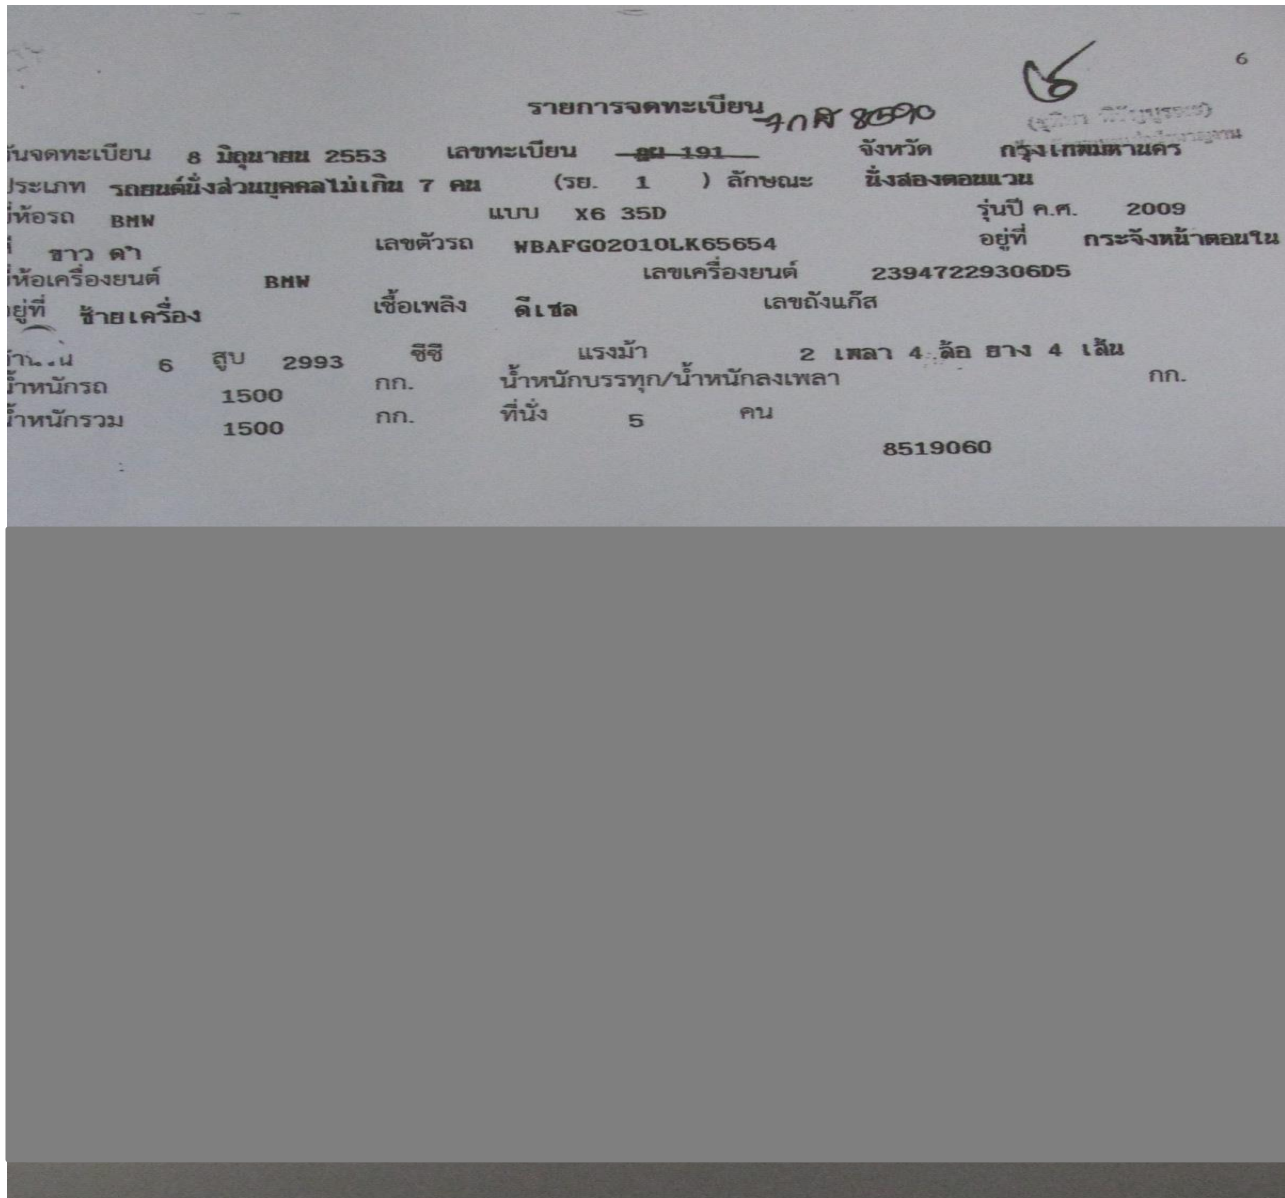 6
รายการจดทะเบียน 7กส 8590
วันจดทะเบียน 8 มิถุนายน 2553 เลขทะเบียน 191 จังหวัด กรุงเทพมหานคร
ประเภท รถยนต์นั่งส่วนบุคคลไม่เกิน 7 คน (รย. 1 ) ลักษณะ นั่งสองตอนแวน
ยี่ห้อรถ BMW แบบ X6 35D รุ่นปี ค.ศ. 2009
สี ขาว ดำ เลขตัวรถ WBAFG02010LK65654 อยู่ที่ กระจังหน้าตอนใน
ยี่ห้อเครื่องยนต์ BMW เลขเครื่องยนต์ 23947229306D5
อยู่ที่ ซ้ายเครื่อง เชื้อเพลิง ดีเซล เลขถังแก๊ส
จำนวน 6 สูบ 2993 ซีซี แรงม้า 2 เพลา 4 ล้อ ยาง 4 เส้น
น้ำหนักรถ 1500 กก. น้ำหนักบรรทุก/น้ำหนักลงเพลา กก.
น้ำหนักรวม 1500 กก. ที่นั่ง 5 คน
8519060